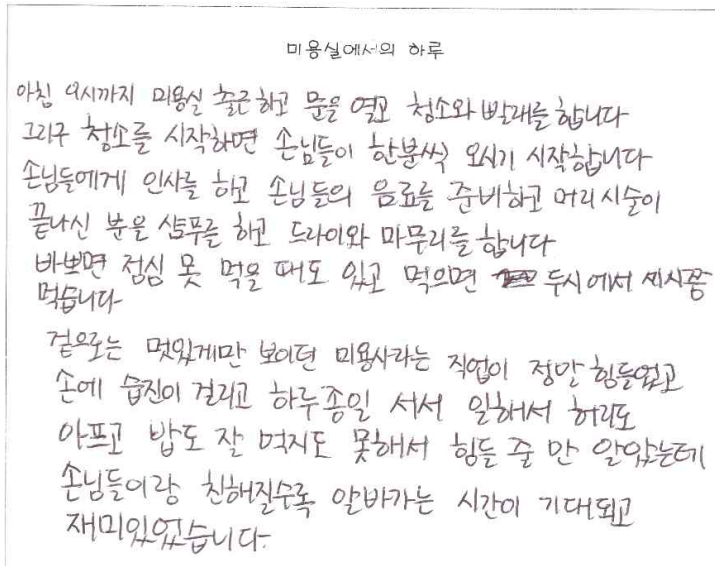 미용실에서의 하루
아침 9시까지 미용실 출근하고 문을 열고 청소와 빨래를 합니다
그리구 청소를 시작하면 손님들이 한분씩 오시기 시작합니다
손님들에게 인사를 하고 손님들의 음료를 준비하고 머리시술이
끝나신 분을 샴푸를 하고 드라이와 마무리를 합니다
바쁘면 점심 못 먹을 때도 있고 먹으면 두시에서 세시쯤
먹습니다
겉으로는 멋있게만 보이던 미용사라는 직업이 정말 힘들었고
손에 습진이 걸리고 하루종일 서서 일해서 허리도
아프고 밥도 잘 먹지도 못해서 힘들 줄 만 알았는데
손님들이랑 친해질수록 알바가는 시간이 기대되고
재미있었습니다.